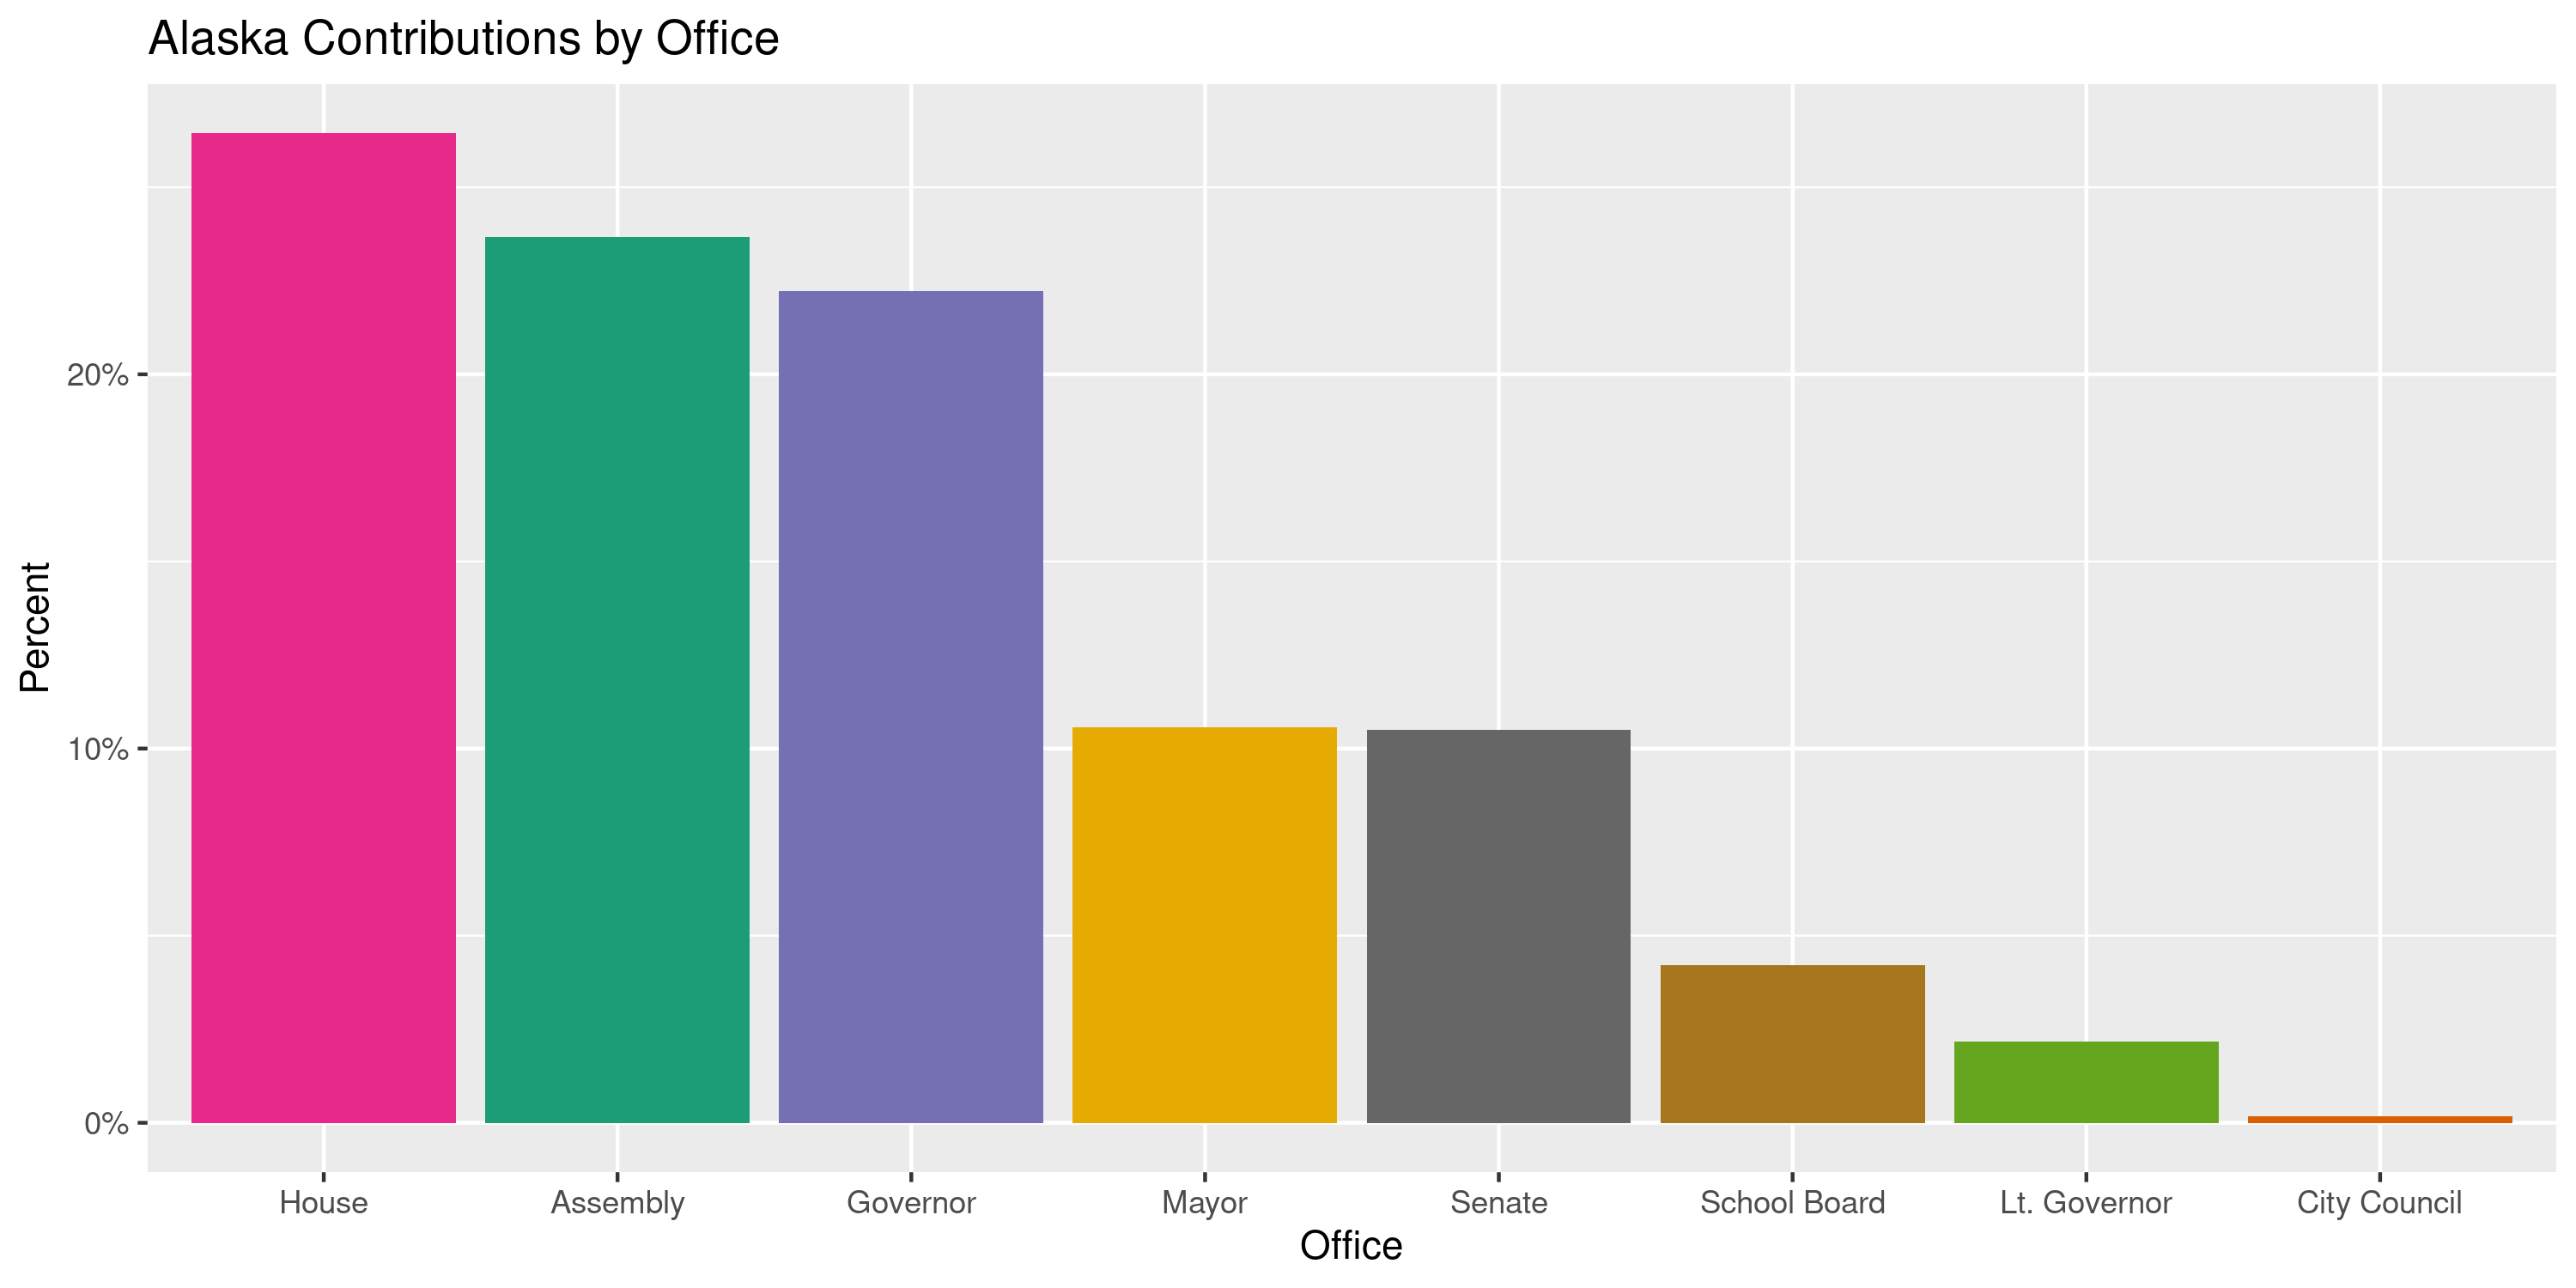 Alaska Contributions by Office
Percent
20%
10%
0%
House Assembly Governor Mayor Senate School Board Lt. Governor City Council
Office